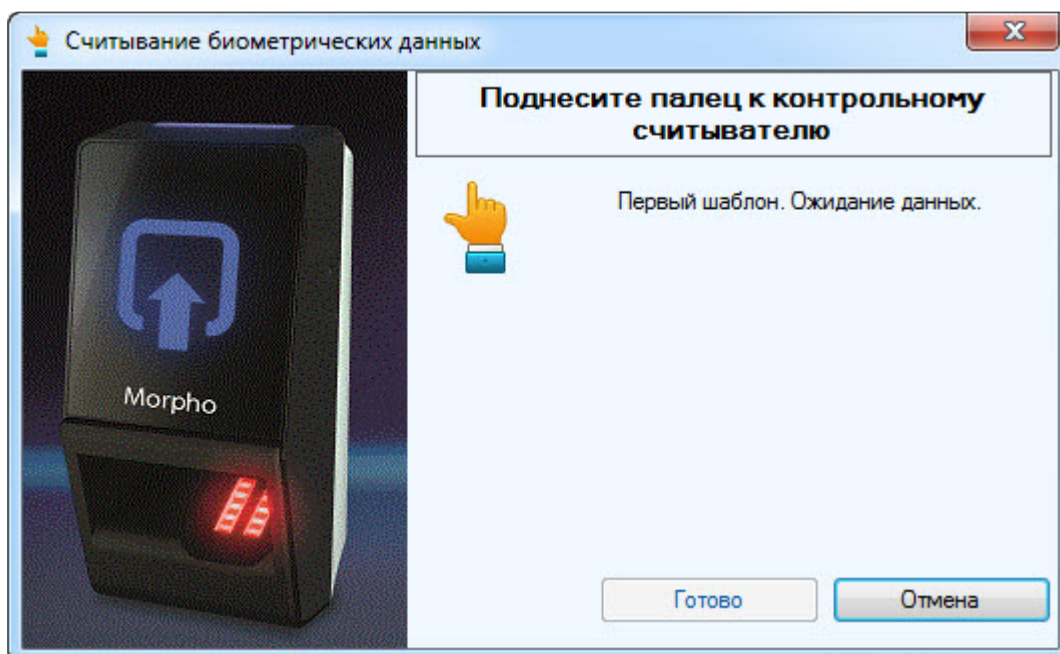 Считывание биометрических данных
Поднесите палец к контрольному
считывателю
Первый шаблон. Ожидание данных.
Morpho
Готово
Отмена